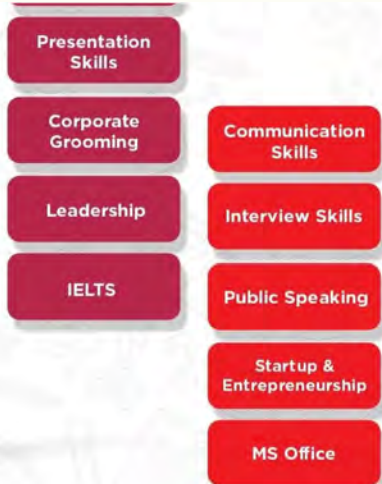 Presentation
Skills
Corporate
Grooming
Leadership
IELTS
Communication
Skills
Interview Skills
Public Speaking
Startup &
Entrepreneurship
MS Office